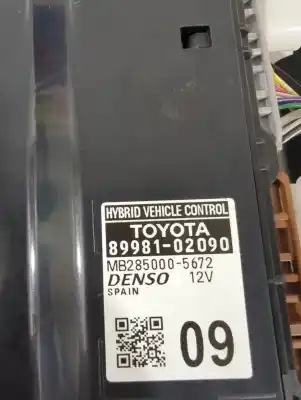 HYBRID VEHICLE CONTROL
TOYOTA
89981-02090
MB285000-5672
DENSO 12V
SPAIN
09